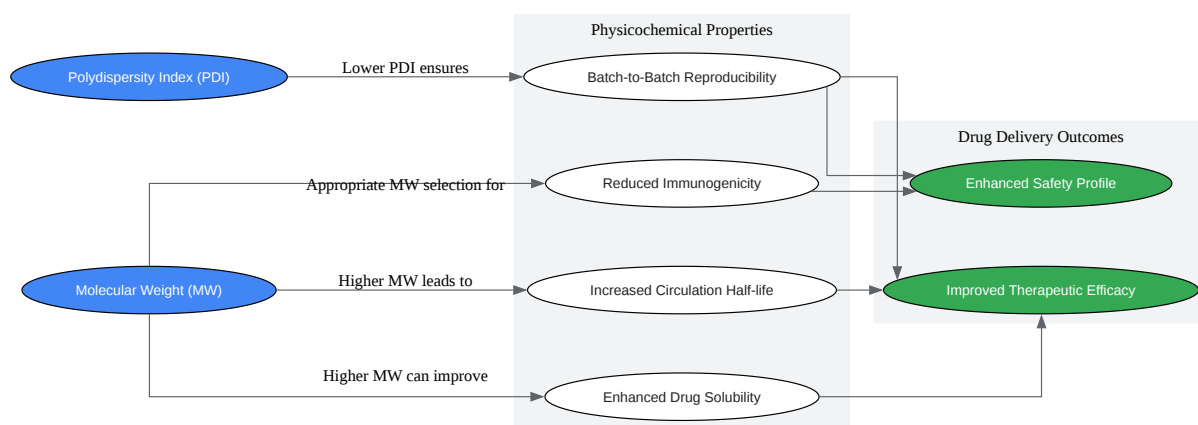 Physicochemical Properties
Polydispersity Index (PDI)
Lower PDI ensures
Batch-to-Batch Reproducibility
Drug Delivery Outcomes
Appropriate MW selection for
Reduced Immunogenicity
Enhanced Safety Profile
Molecular Weight (MW)
Higher MW leads to
Increased Circulation Half-life
Improved Therapeutic Efficacy
Higher MW can improve
Enhanced Drug Solubility